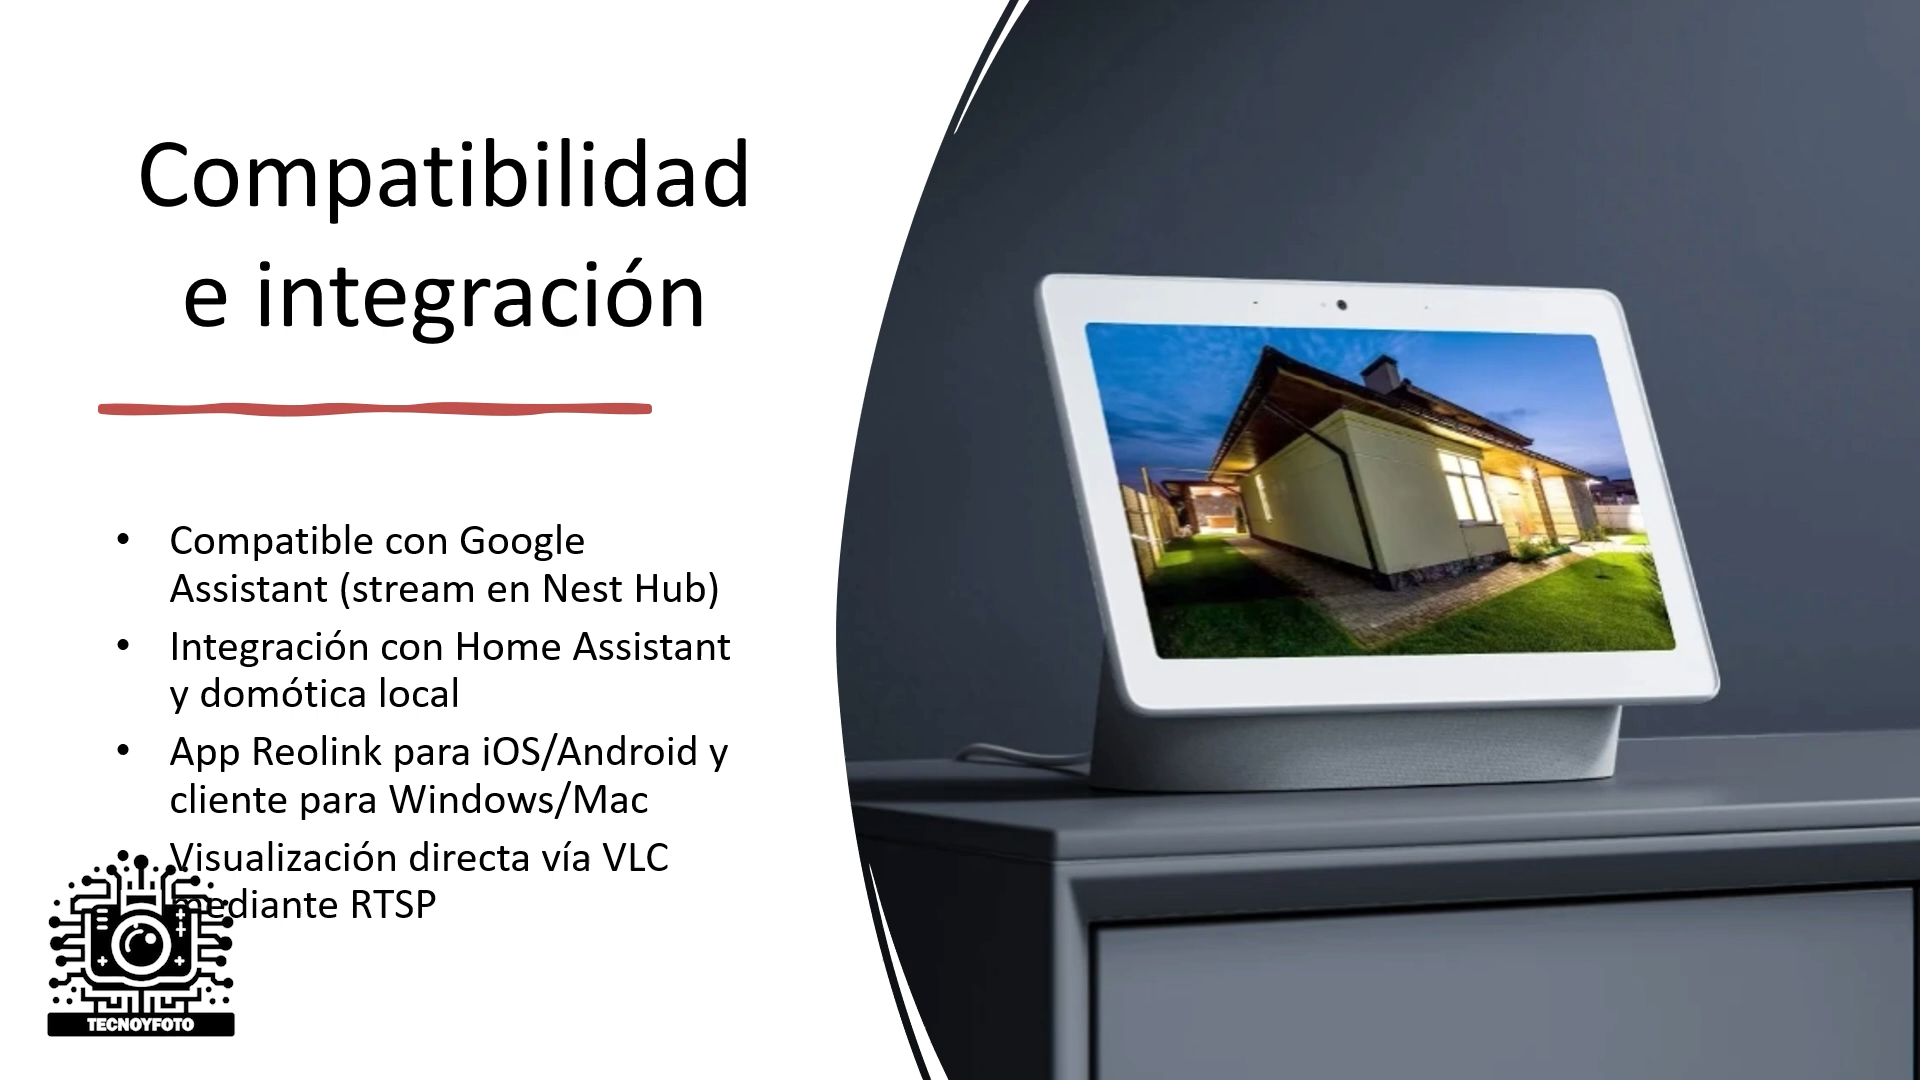 Compatibilidad
e integración
• Compatible con Google
Assistant (stream en Nest Hub)
• Integración con Home Assistant
y domótica local
• App Reolink para iOS/Android y
cliente para Windows/Mac
• Visualización directa vía VLC
mediante RTSP
TECNOYFOTO